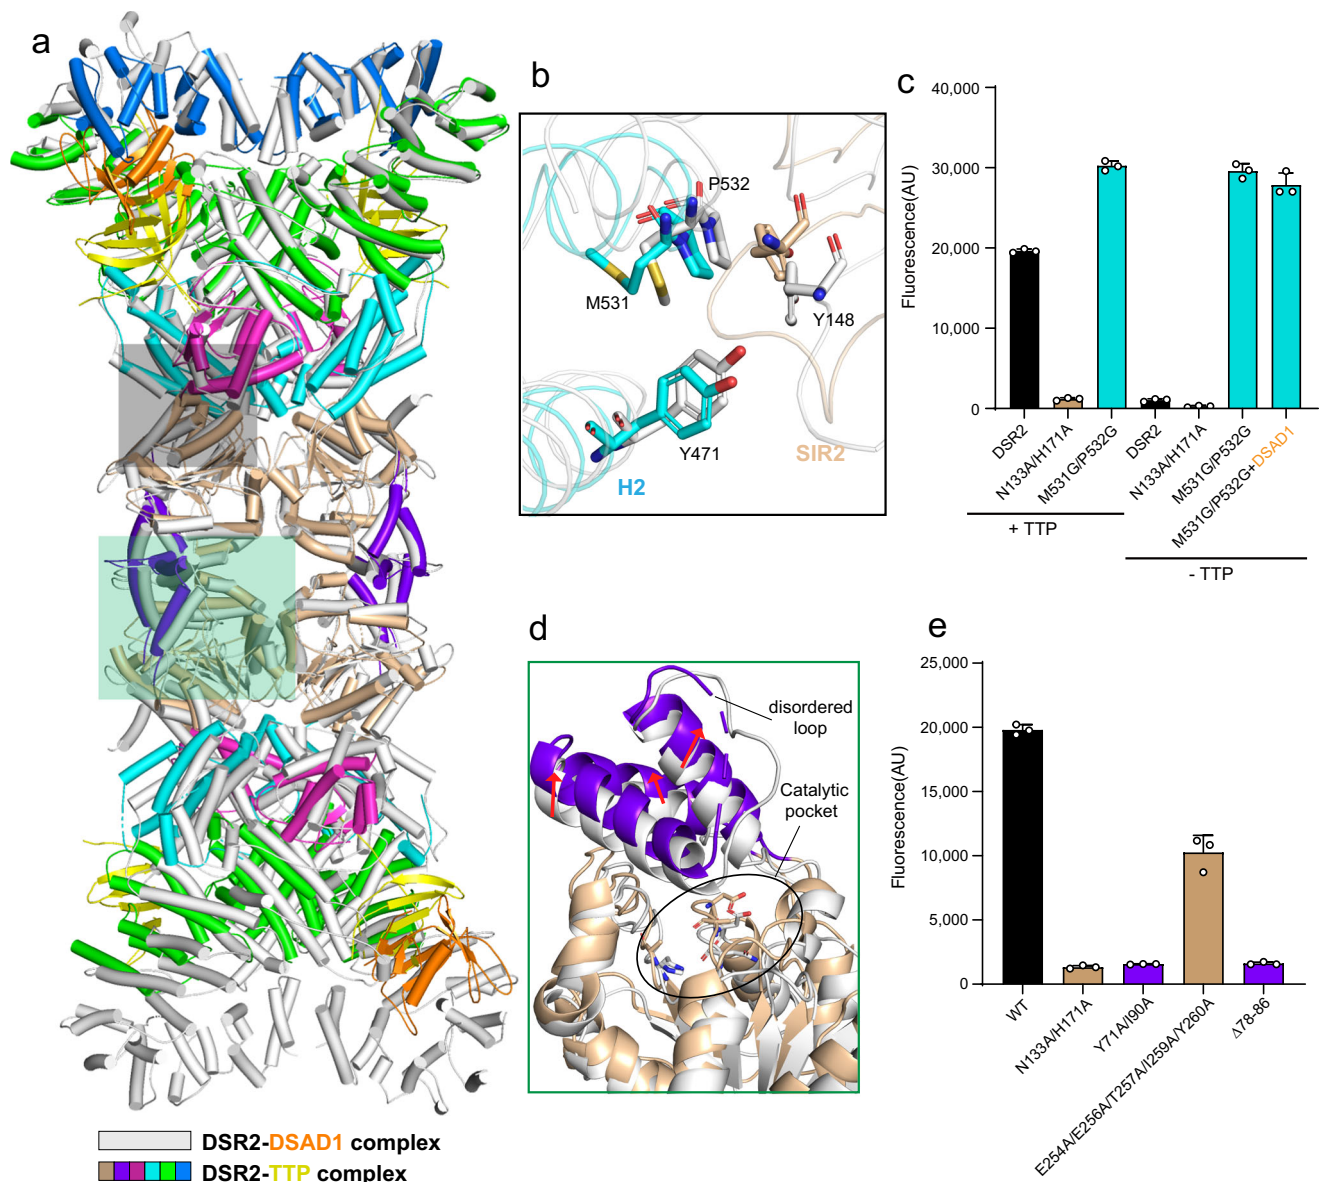 a
DSR2-DSAD1 complex
DSR2-TTP complex
b
P532
M531
Y148
Y471
SIR2
H2
c
Fluorescence(AU)
40,000
30,000
20,000
10,000
0
DSR2
N133A/H171A
M531G/P532G
DSR2
N133A/H171A
M531G/P532G
M531G/P532G+DSAD1
+ TTP
- TTP
d
disordered
loop
Catalytic
pocket
e
Fluorescence(AU)
25,000
20,000
15,000
10,000
5,000
0
WT
N133A/H171A
Y71A/I90A
E254A/E256A/T257A/I259A/Y260A
Δ78-86